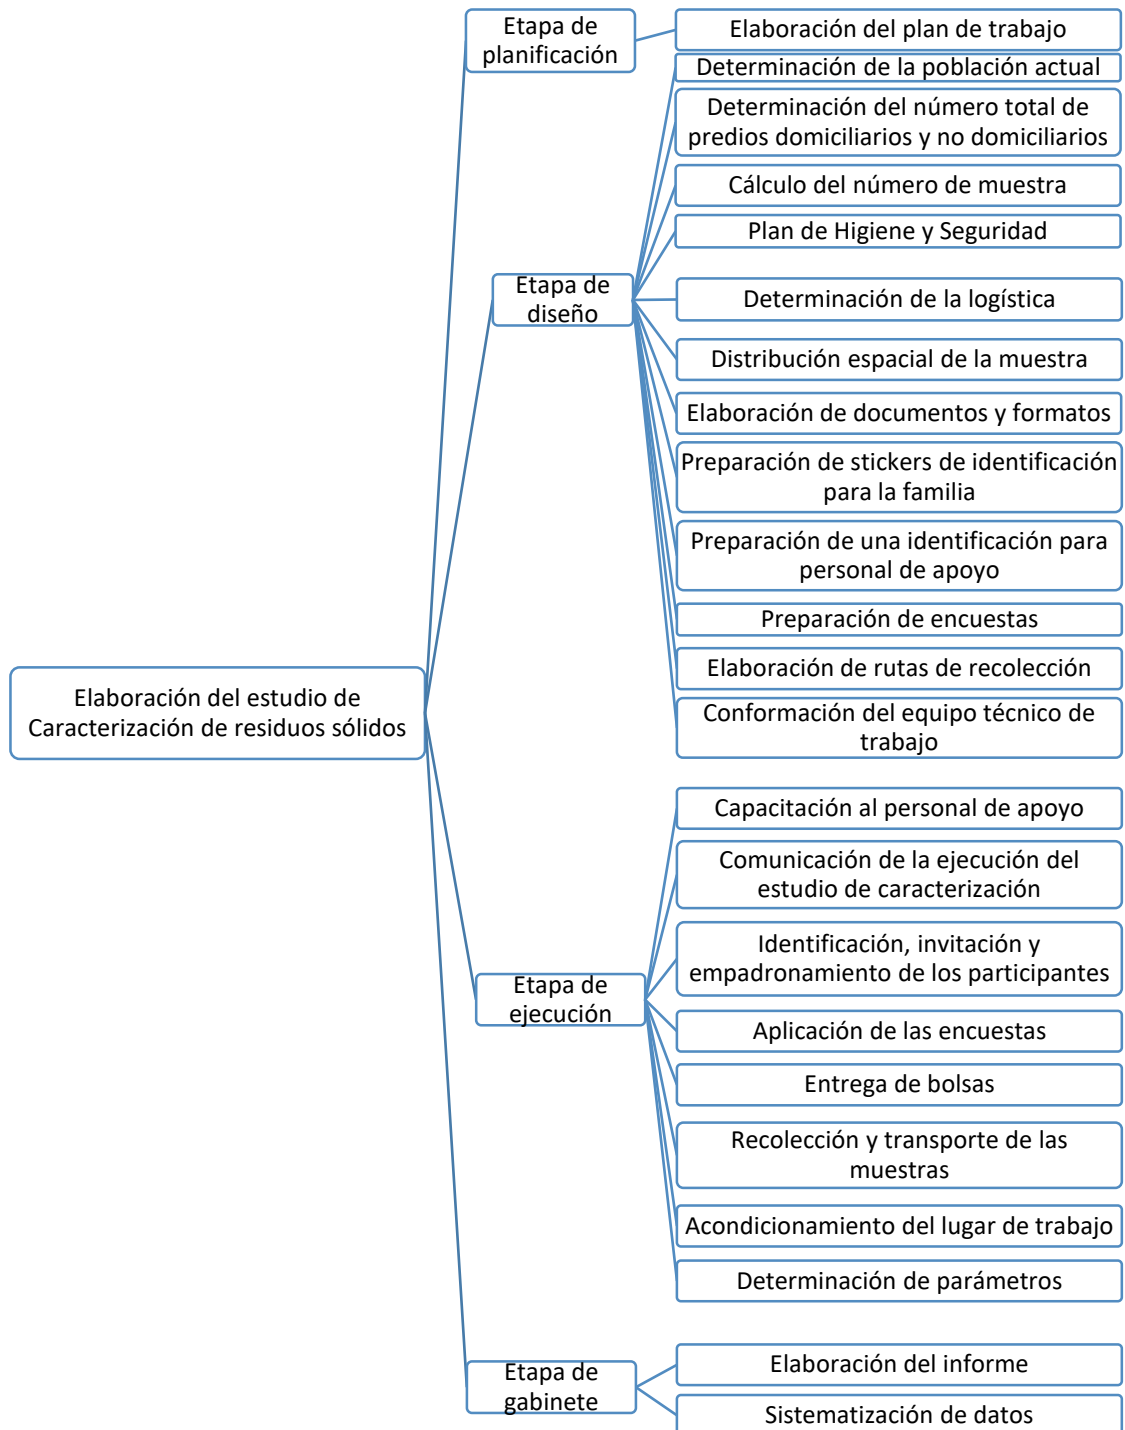 Etapa de
planificación
Elaboración del plan de trabajo
Determinación de la población actual
Determinación del número total de
predios domiciliarios y no domiciliarios
Cálculo del número de muestra
Plan de Higiene y Seguridad
Etapa de
diseño
Determinación de la logística
Distribución espacial de la muestra
Elaboración de documentos y formatos
Preparación de stickers de identificación
para la familia
Preparación de una identificación para
personal de apoyo
Preparación de encuestas
Elaboración de rutas de recolección
Conformación del equipo técnico de
trabajo
Elaboración del estudio de
Caracterización de residuos sólidos
Capacitación al personal de apoyo
Comunicación de la ejecución del
estudio de caracterización
Identificación, invitación y
empadronamiento de los participantes
Etapa de
ejecución
Aplicación de las encuestas
Entrega de bolsas
Recolección y transporte de las
muestras
Acondicionamiento del lugar de trabajo
Determinación de parámetros
Etapa de
gabinete
Elaboración del informe
Sistematización de datos